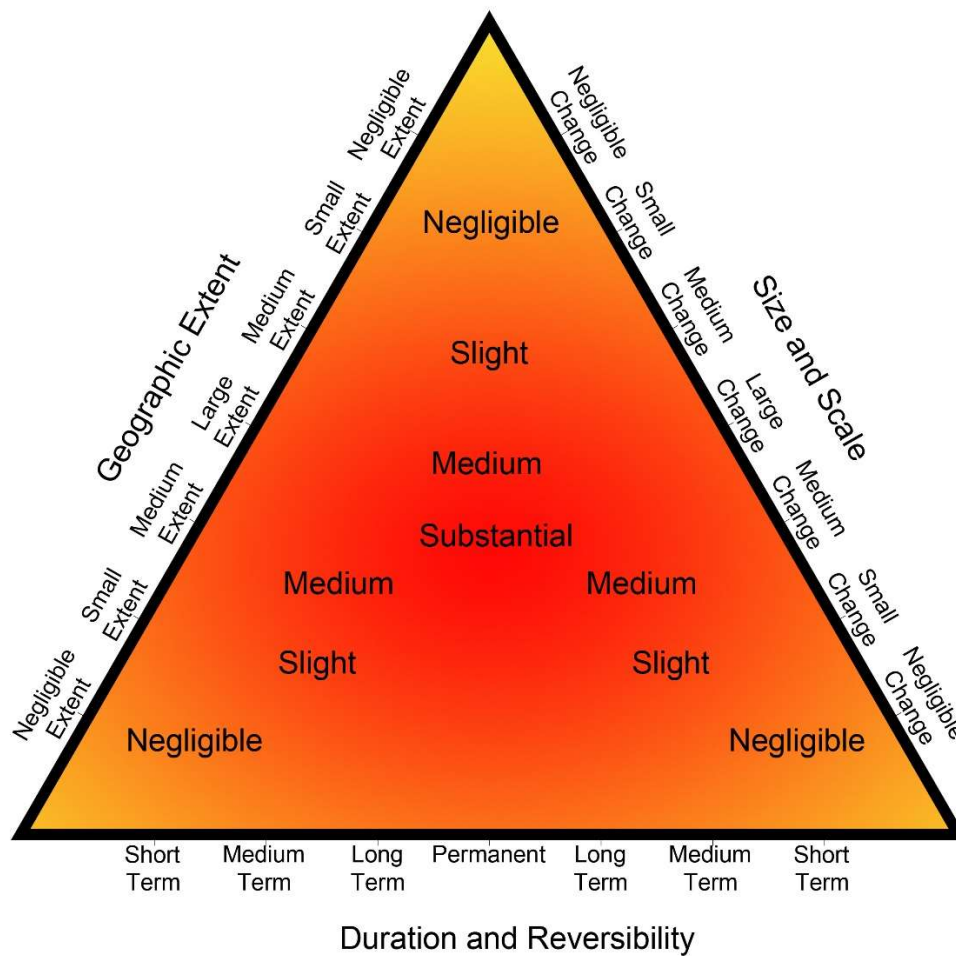 Negligible
Extent
Small
Extent
Medium
Extent
Large
Extent
Medium
Extent
Small
Extent
Negligible
Extent
Geographic Extent
Negligible
Change
Small
Change
Medium
Change
Large
Change
Medium
Change
Small
Change
Negligible
Change
Size and Scale
Negligible
Slight
Medium
Substantial
Medium
Medium
Slight
Slight
Negligible
Negligible
Short
Term
Medium
Term
Long
Term
Permanent
Long
Term
Medium
Term
Short
Term
Duration and Reversibility